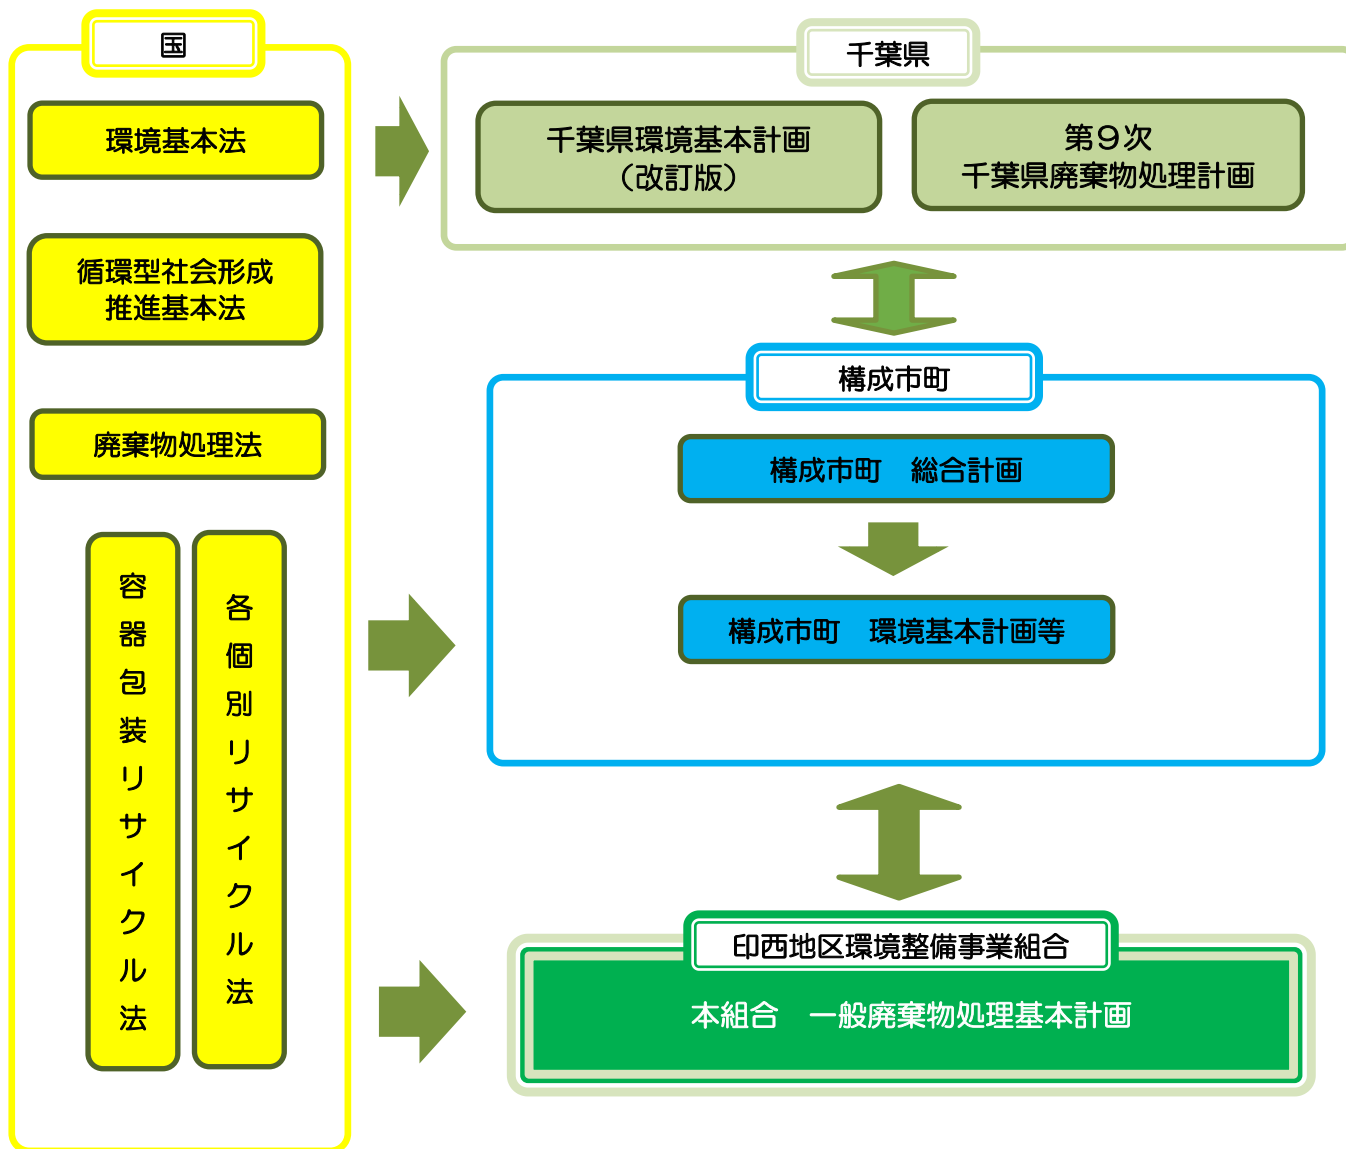 国
環境基本法
循環型社会形成
推進基本法
廃棄物処理法
容器包装リサイクル法
各個別リサイクル法
千葉県
千葉県環境基本計画
（改訂版）
第９次
千葉県廃棄物処理計画
構成市町
構成市町　総合計画
構成市町　環境基本計画等
印西地区環境整備事業組合
本組合　一般廃棄物処理基本計画